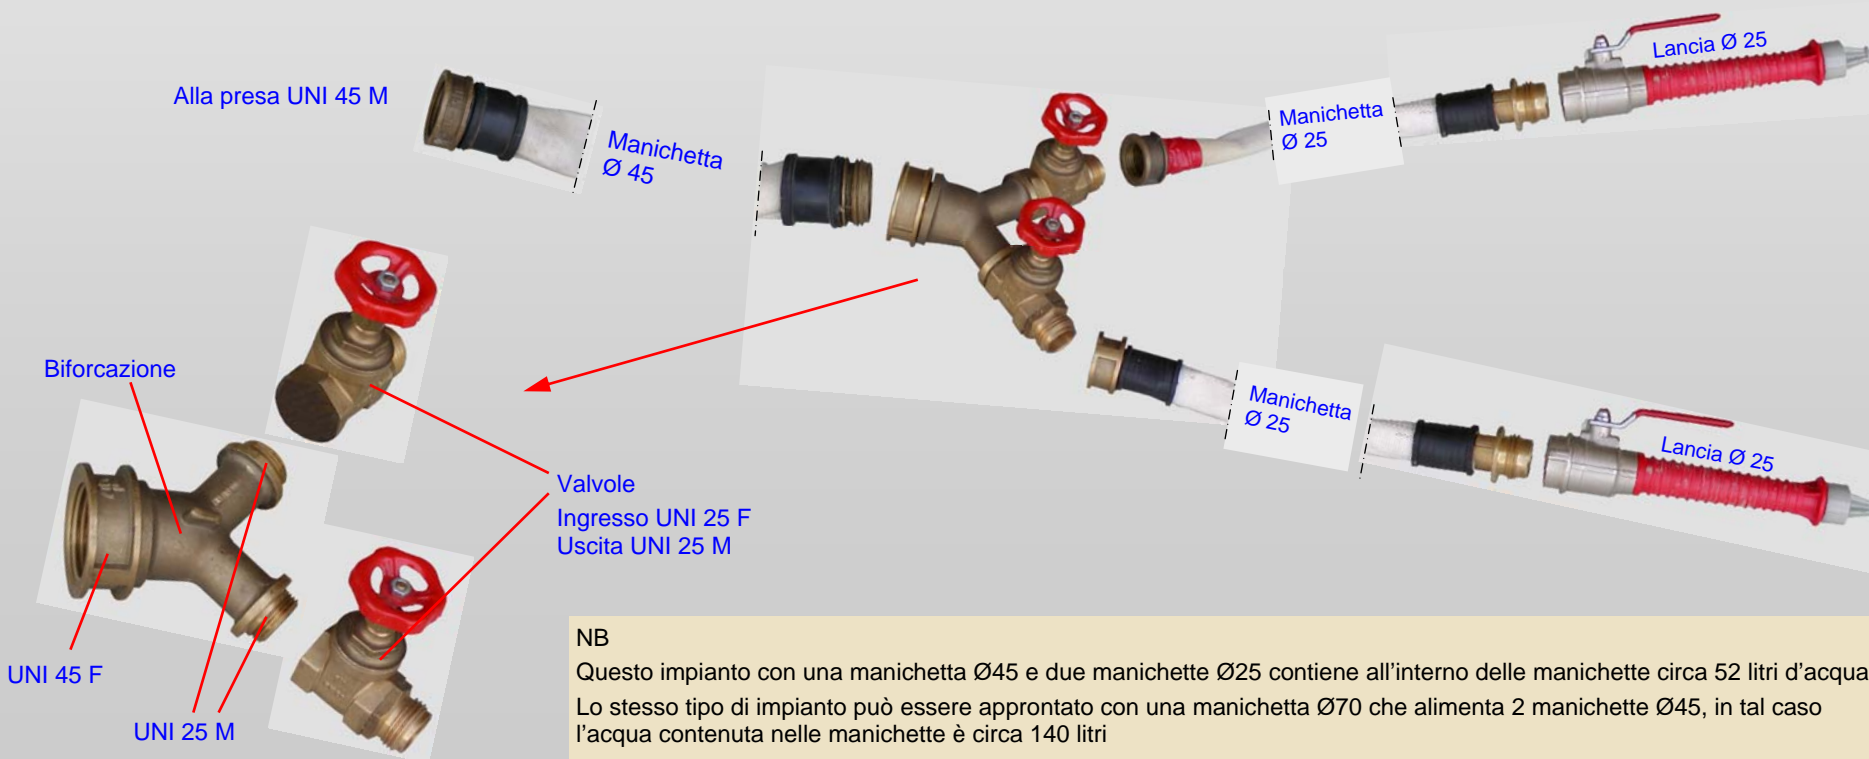 Alla presa UNI 45 M
Manichetta
Ø 45
Manichetta
Ø 25
Lancia Ø 25
Manichetta
Ø 25
Lancia Ø 25
Biforcazione
Valvole
Ingresso UNI 25 F
Uscita UNI 25 M
UNI 45 F
UNI 25 M
NB
Questo impianto con una manichetta Ø45 e due manichette Ø25 contiene all’interno delle manichette circa 52 litri d’acqua
Lo stesso tipo di impianto può essere approntato con una manichetta Ø70 che alimenta 2 manichette Ø45, in tal caso
l’acqua contenuta nelle manichette è circa 140 litri